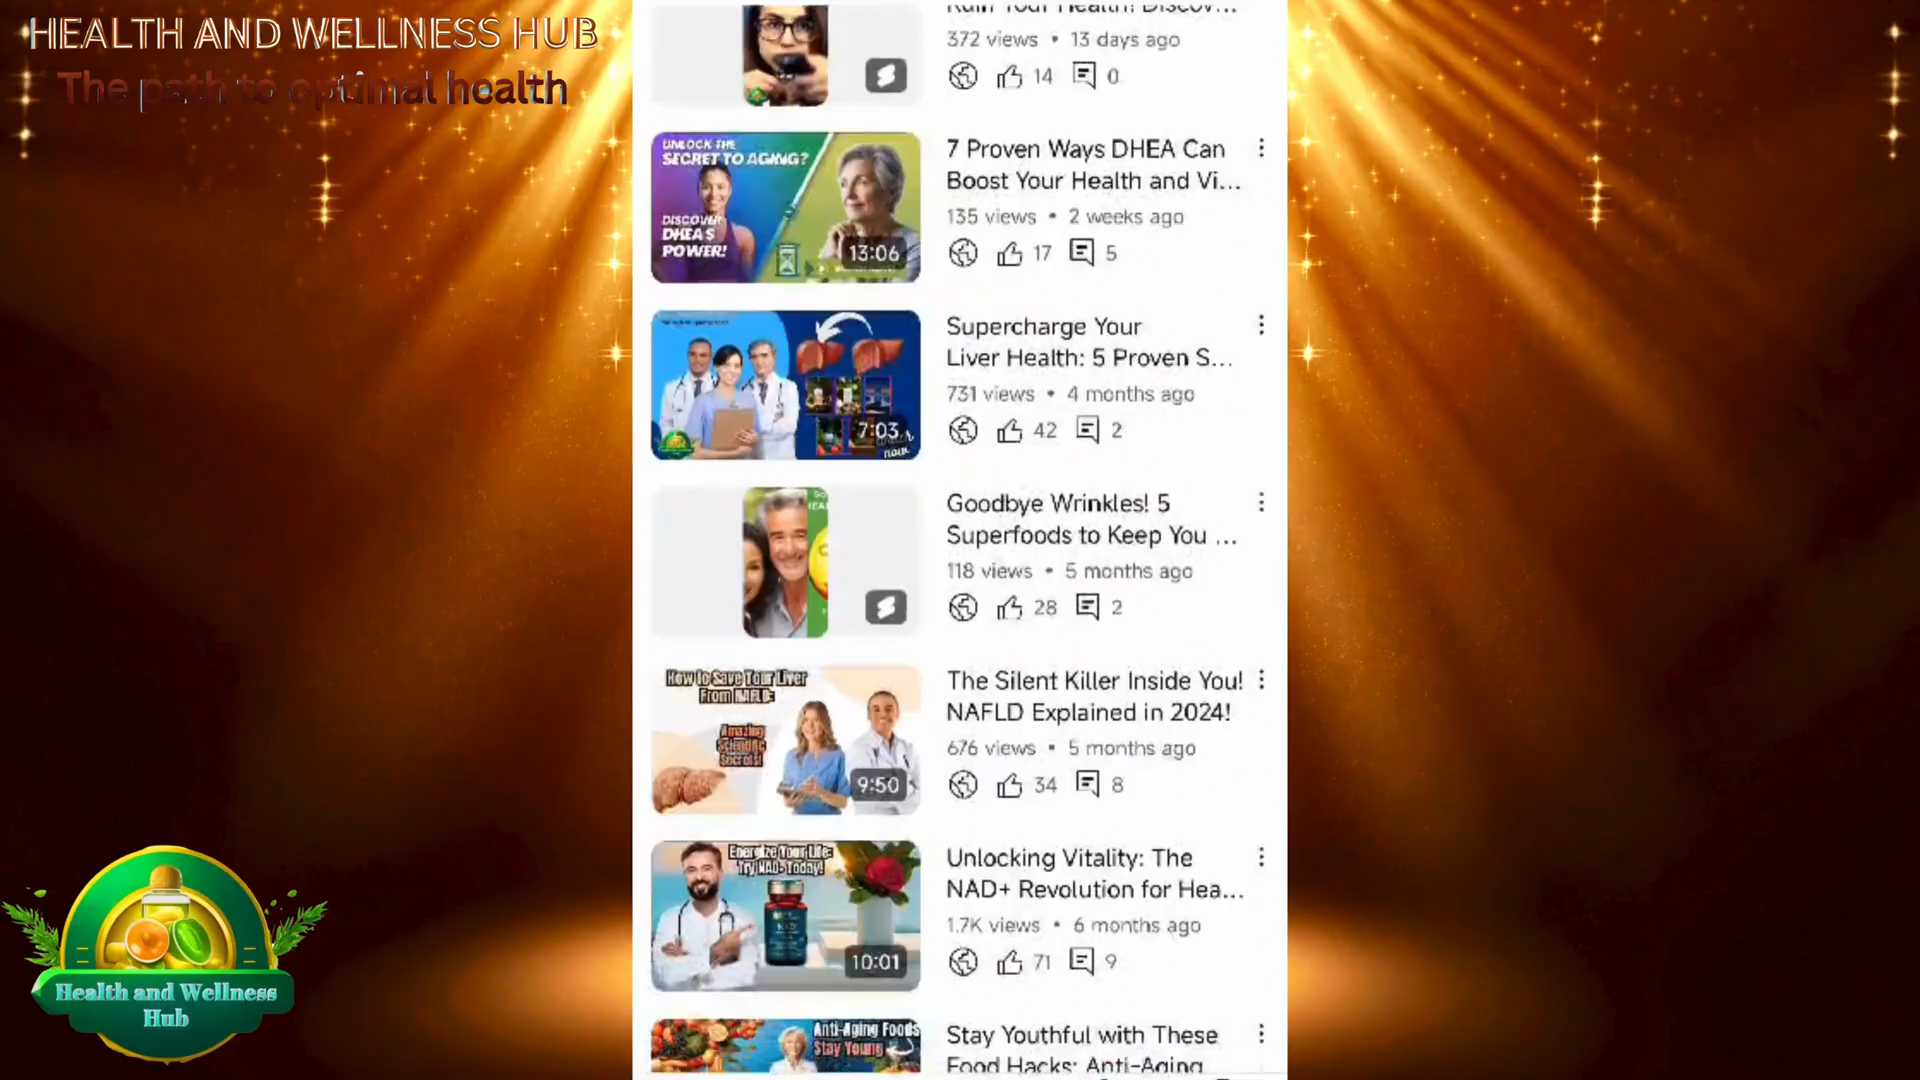 HEALTH AND WELLNESS HUB
The path to optimal health
Ruin Your Health! Discov...
372 views • 13 days ago
14 0
UNLOCK THE
SECRET TO AGING?
DISCOVER
DHEA'S
POWER!
13:06
7 Proven Ways DHEA Can
Boost Your Health and Vi...
135 views • 2 weeks ago
17 5
7:03
now
Supercharge Your
Liver Health: 5 Proven S...
731 views • 4 months ago
42 2
Goodbye Wrinkles! 5
Superfoods to Keep You ...
118 views • 5 months ago
28 2
How to Save Your Liver
From NAFLD:
Amazing
Scientific
Secrets!
9:50
The Silent Killer Inside You!
NAFLD Explained in 2024!
676 views • 5 months ago
34 8
Energize Your Life:
Try NAD+ Today!
10:01
Unlocking Vitality: The
NAD+ Revolution for Hea...
1.7K views • 6 months ago
71 9
Anti-Aging Foods
Stay Young
Stay Youthful with These
Food Hacks: Anti-Aging
Health and Wellness
Hub